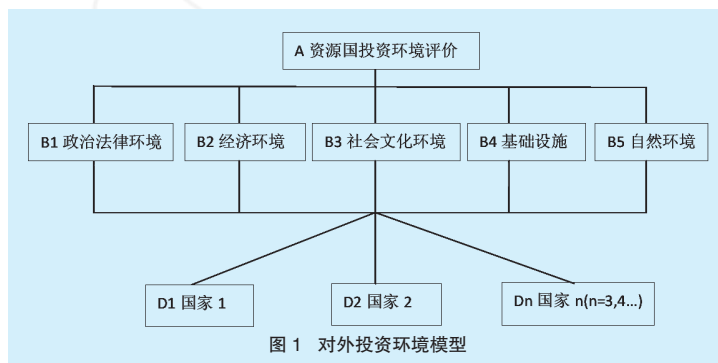 A 资源国投资环境评价
B1 政治法律环境
B2 经济环境
B3 社会文化环境
B4 基础设施
B5 自然环境
D1 国家 1
D2 国家 2
Dn 国家 n(n=3,4...)
图 1 对外投资环境模型